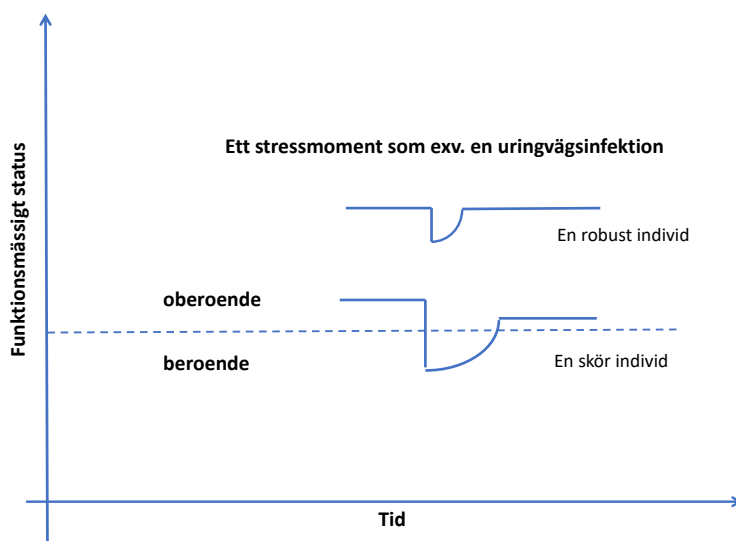 Funktionsmässigt status
Ett stressmoment som exv. en uringvägsinfektion
En robust individ
oberoende
beroende
En skör individ
Tid